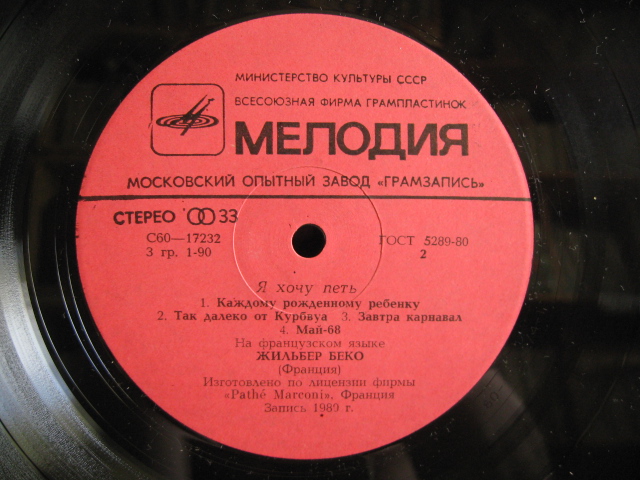 МИНИСТЕРСТВО КУЛЬТУРЫ СССР
ВСЕСОЮЗНАЯ ФИРМА ГРАМПЛАСТИНОК
МЕЛОДИЯ
МОСКОВСКИЙ ОПЫТНЫЙ ЗАВОД «ГРАМЗАПИСЬ»
СТЕРЕО 33
С60—17232 ГОСТ 5289-80
3 гр. 1-90 2
Я хочу петь
1. Каждому рожденному ребенку
2. Так далеко от Курбвуа 3. Завтра карнавал
4. Май-68
На французском языке
ЖИЛЬБЕР БЕКО
(Франция)
Изготовлено по лицензии фирмы
«Pathé Marconi», Франция
Запись 1980 г.